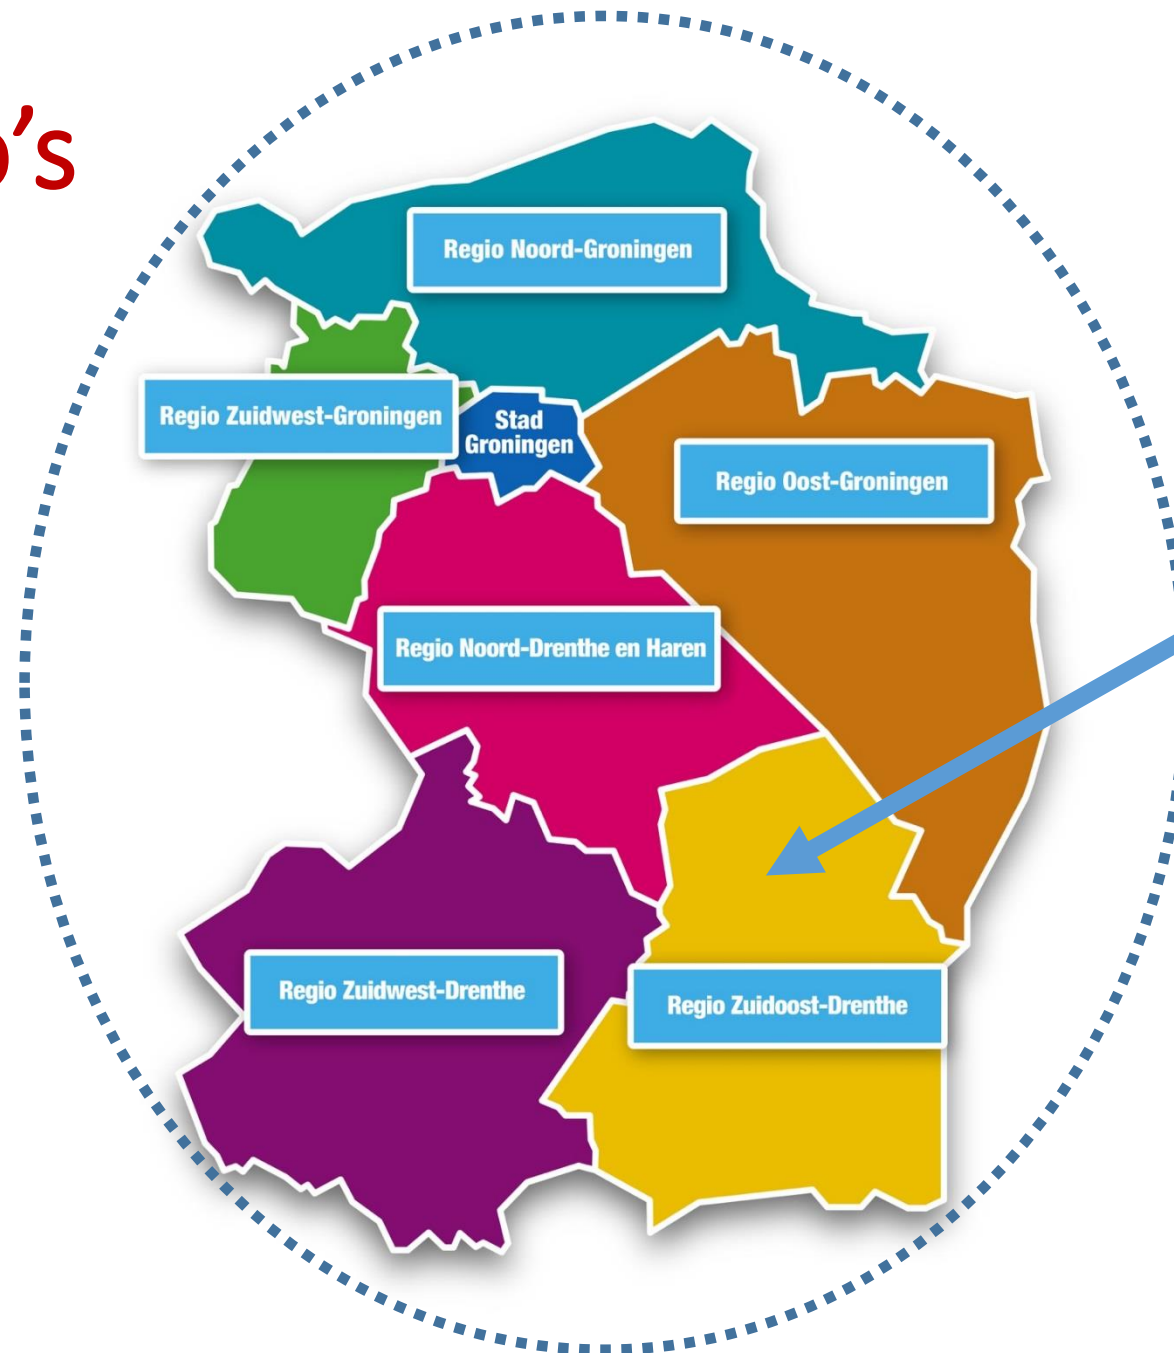 o's
Regio Noord-Groningen
Regio Zuidwest-Groningen
Stad
Groningen
Regio Oost-Groningen
Regio Noord-Drenthe en Haren
Regio Zuidwest-Drenthe
Regio Zuidoost-Drenthe